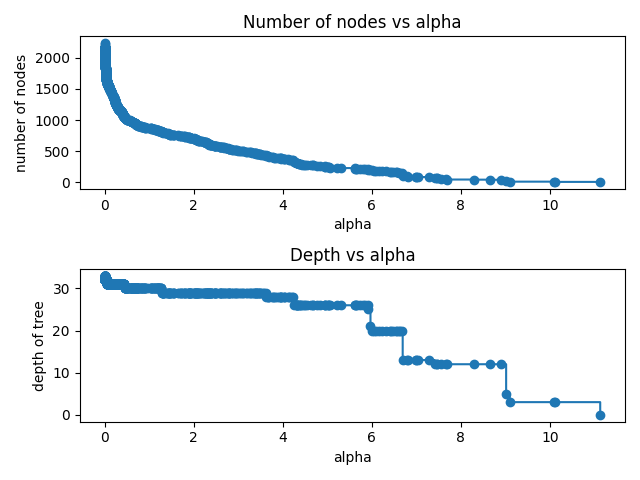 Number of nodes vs alpha
number of nodes
2000
1500
1000
500
0
0 2 4 6 8 10
alpha
Depth vs alpha
depth of tree
30
20
10
0
0 2 4 6 8 10
alpha